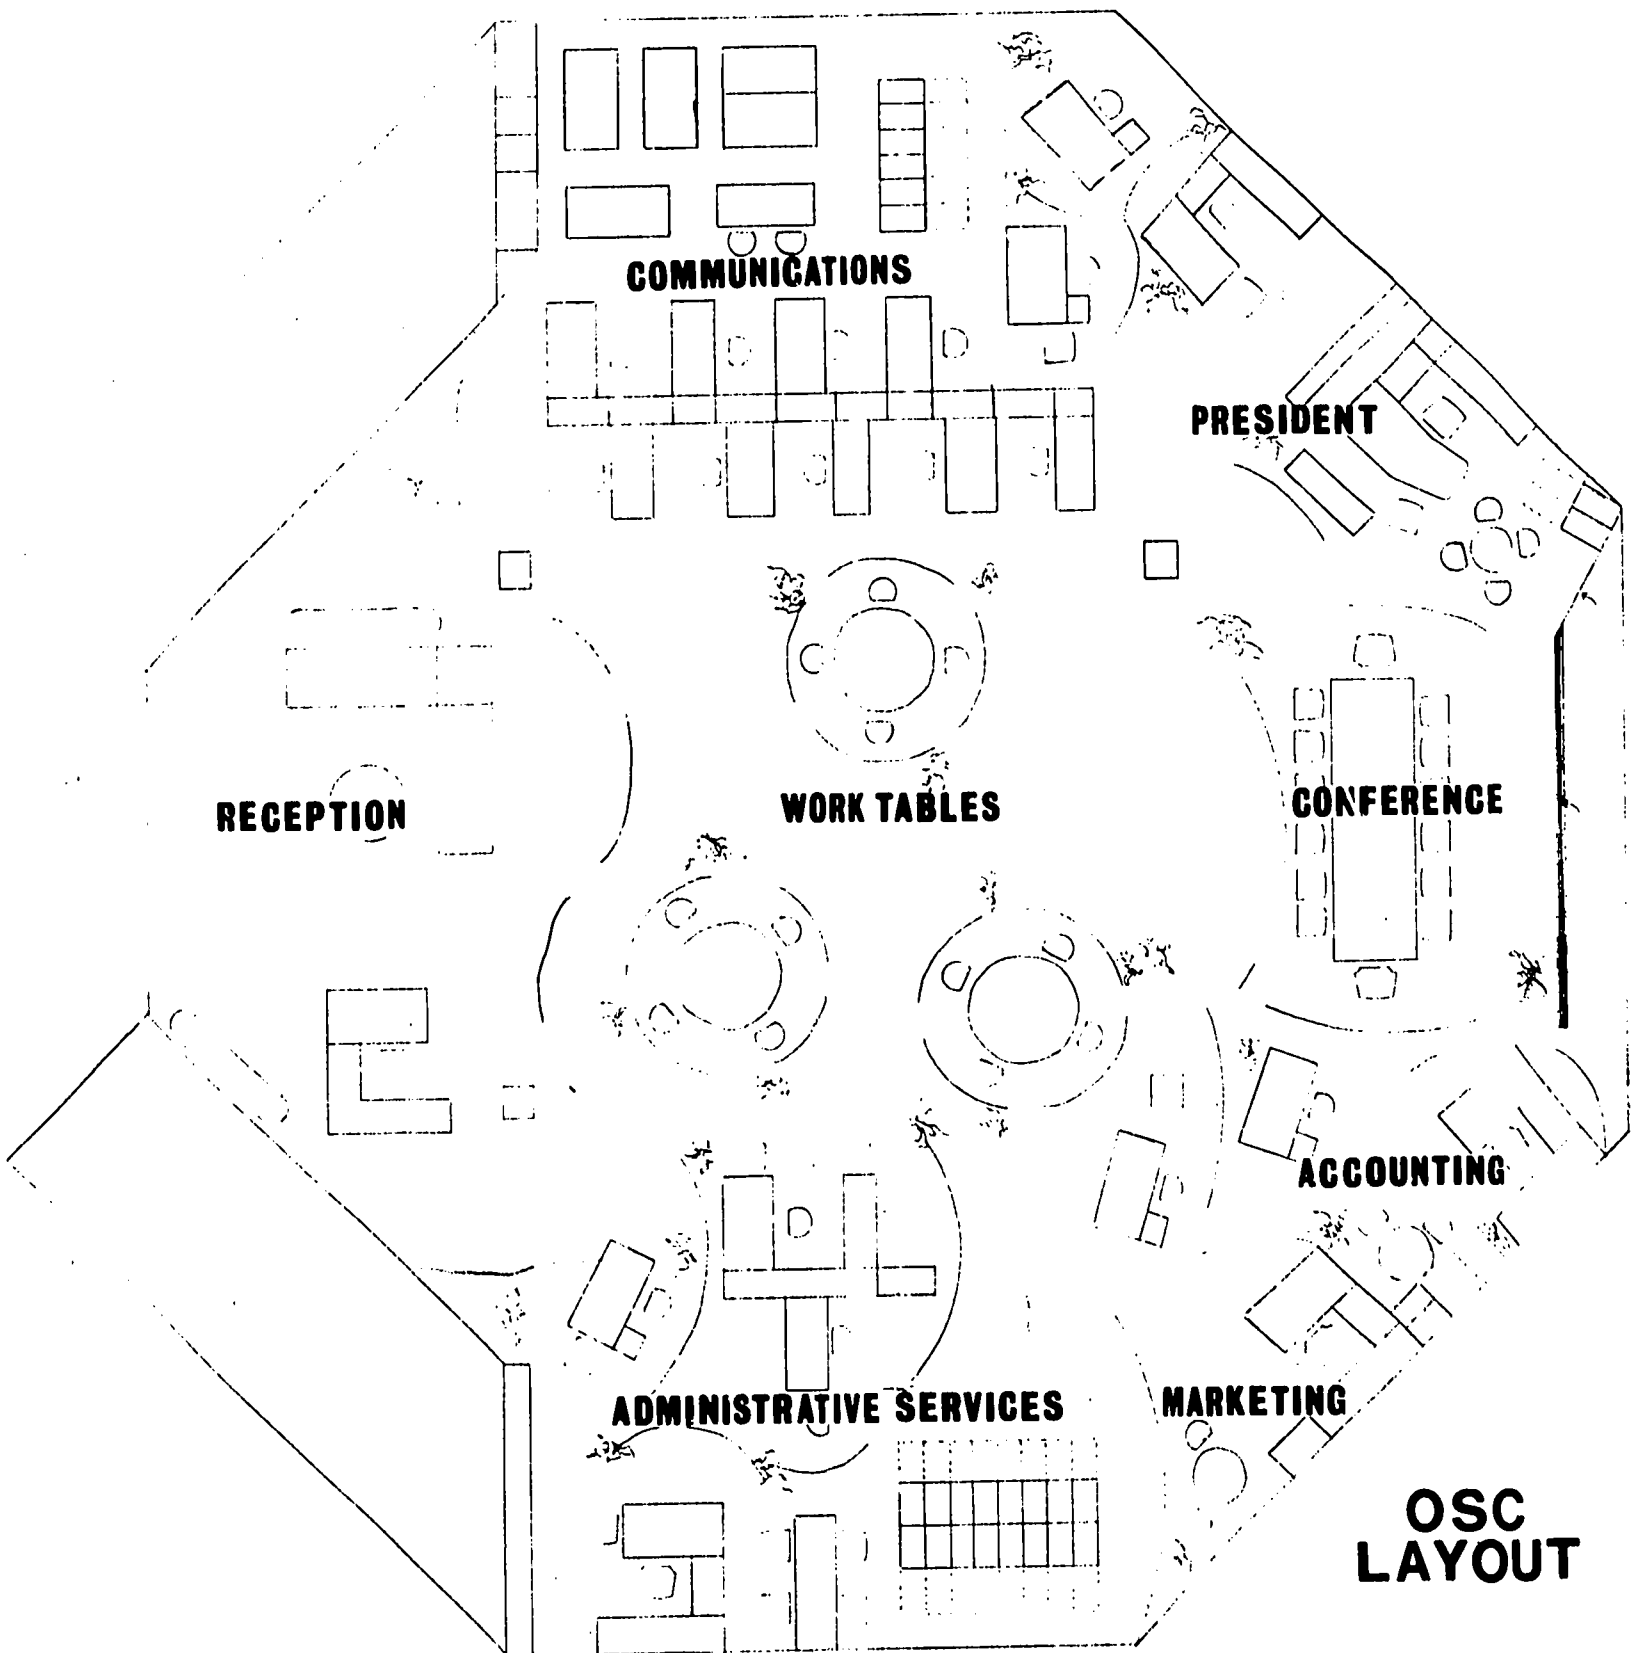 COMMUNICATIONS
PRESIDENT
RECEPTION
WORK TABLES
CONFERENCE
ACCOUNTING
ADMINISTRATIVE SERVICES
MARKETING
OSC
LAYOUT